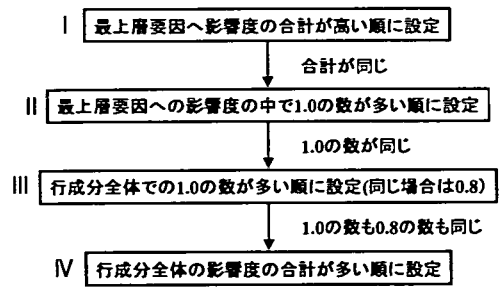 I 最上層要因へ影響度の合計が高い順に設定
合計が同じ
II 最上層要因への影響度の中で1.0の数が多い順に設定
1.0の数が同じ
III 行成分全体での1.0の数が多い順に設定(同じ場合は0.8)
1.0の数も0.8の数も同じ
IV 行成分全体の影響度の合計が多い順に設定